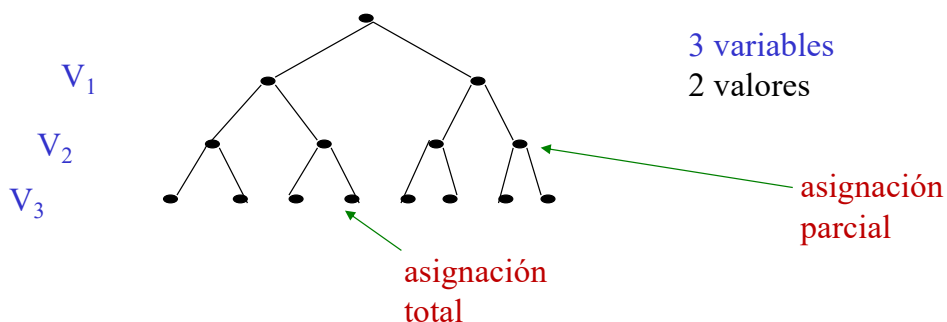 3 variables
2 valores
V₁
V₂
V₃
asignación
parcial
asignación
total